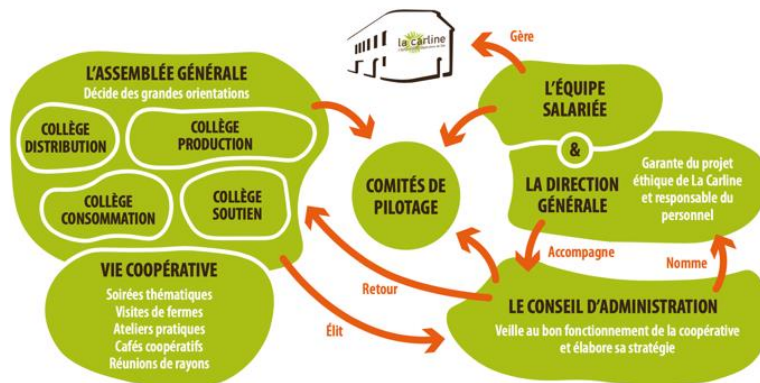 la carline
Gère
L'ASSEMBLÉE GÉNÉRALE
Décide des grandes orientations
COLLÈGE
DISTRIBUTION
COLLÈGE
PRODUCTION
COLLÈGE
CONSOMMATION
COLLÈGE
SOUTIEN
VIE COOPÉRATIVE
Soirées thématiques
Visites de fermes
Ateliers pratiques
Cafés coopératifs
Réunions de rayons
COMITÉS DE
PILOTAGE
L'ÉQUIPE
SALARIÉE
&
LA DIRECTION
GÉNÉRALE
Garante du projet
éthique de La Carline
et responsable du
personnel
Accompagne
Nomme
Retour
Élit
LE CONSEIL D'ADMINISTRATION
Veille au bon fonctionnement de la coopérative
et élabore sa stratégie